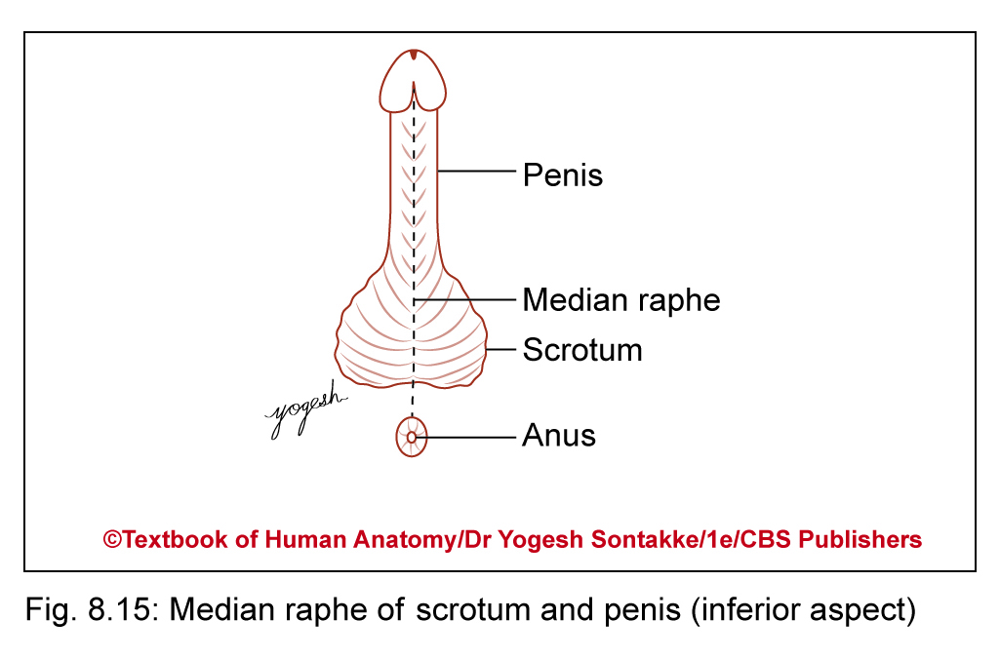 Penis
Median raphe
Scrotum
yogesh
Anus
©Textbook of Human Anatomy/Dr Yogesh Sontakke/1e/CBS Publishers
Fig. 8.15: Median raphe of scrotum and penis (inferior aspect)